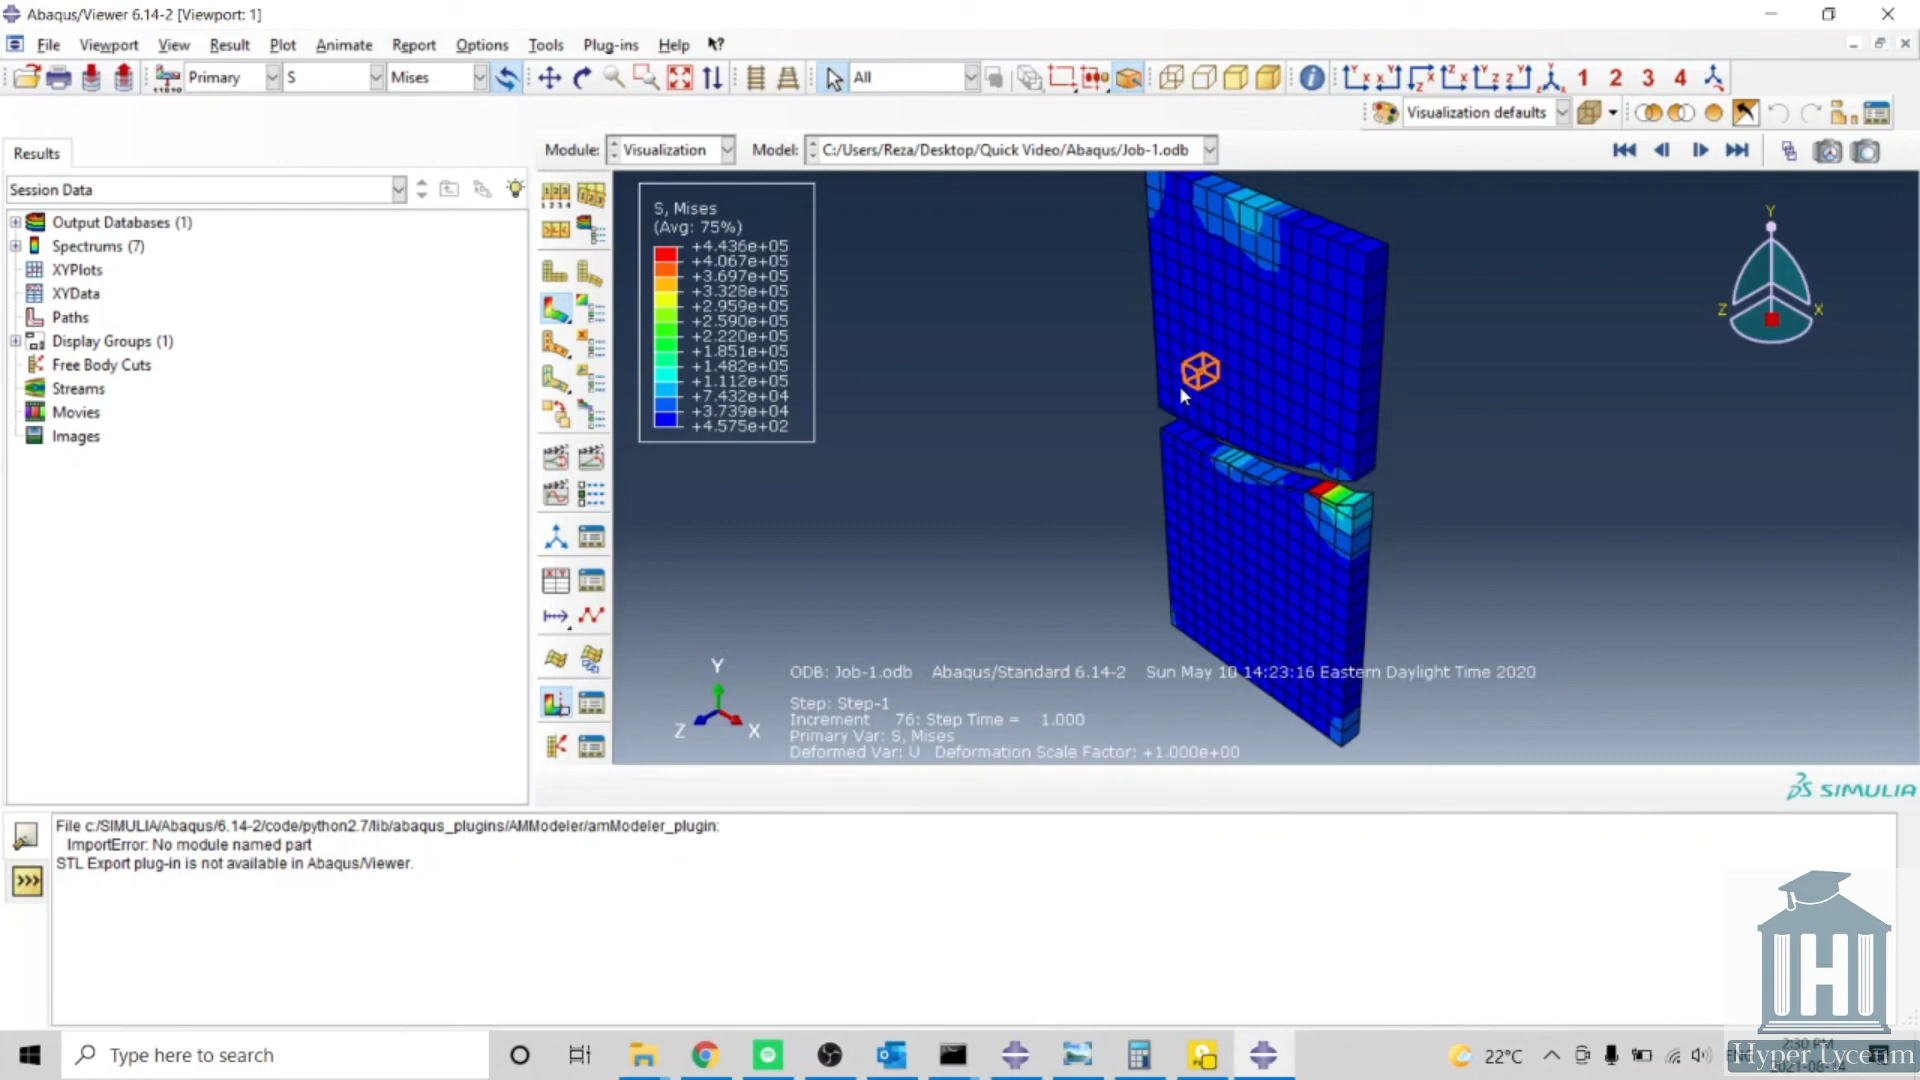 Abaqus/Viewer 6.14-2 [Viewport: 1]
File Viewport View Result Plot Animate Report Options Tools Plug-ins Help
Primary S Mises All 1 2 3 4
Visualization defaults
Results
Module: Visualization Model: C:/Users/Reza/Desktop/Quick Video/Abaqus/Job-1.odb
Session Data
Output Databases (1)
Spectrums (7)
XYPlots
XYData
Paths
Display Groups (1)
Free Body Cuts
Streams
Movies
Images
S, Mises
(Avg: 75%)
+4.436e+05
+4.067e+05
+3.697e+05
+3.328e+05
+2.959e+05
+2.590e+05
+2.220e+05
+1.851e+05
+1.482e+05
+1.112e+05
+7.432e+04
+3.739e+04
+4.575e+02
Y
Z X
Y
Z X
ODB: Job-1.odb Abaqus/Standard 6.14-2 Sun May 10 14:23:16 Eastern Daylight Time 2020
Step: Step-1
Increment 76: Step Time = 1.000
Primary Var: S, Mises
Deformed Var: U Deformation Scale Factor: +1.000e+00
SIMULIA
File c:/SIMULIA/Abaqus/6.14-2/code/python2.7/lib/abaqus_plugins/AMModeler/amModeler_plugin:
ImportError: No module named part
STL Export plug-in is not available in Abaqus/Viewer.
Type here to search
22°C
2:30 PM
Hyper Lyceum
2021-08-14